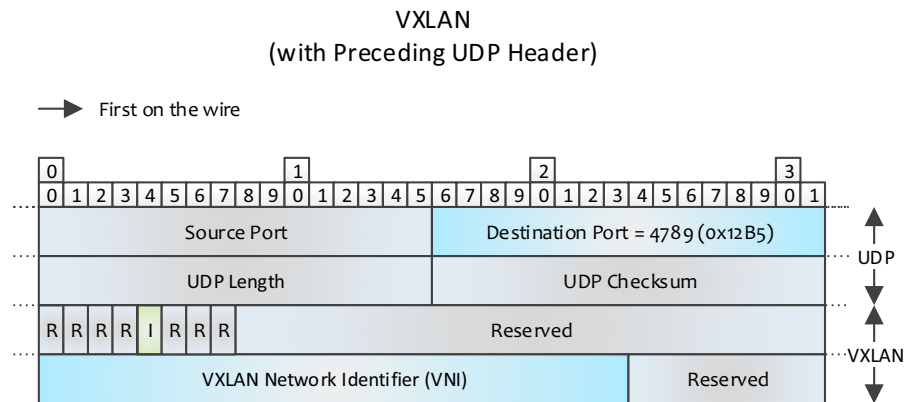 VXLAN
(with Preceding UDP Header)
First on the wire
0 1 2 3
0 1 2 3 4 5 6 7 8 9 0 1 2 3 4 5 6 7 8 9 0 1 2 3 4 5 6 7 8 9 0 1
Source Port Destination Port = 4789 (0x12B5)
UDP
UDP Length UDP Checksum
R R R R I R R R Reserved
VXLAN
VXLAN Network Identifier (VNI) Reserved